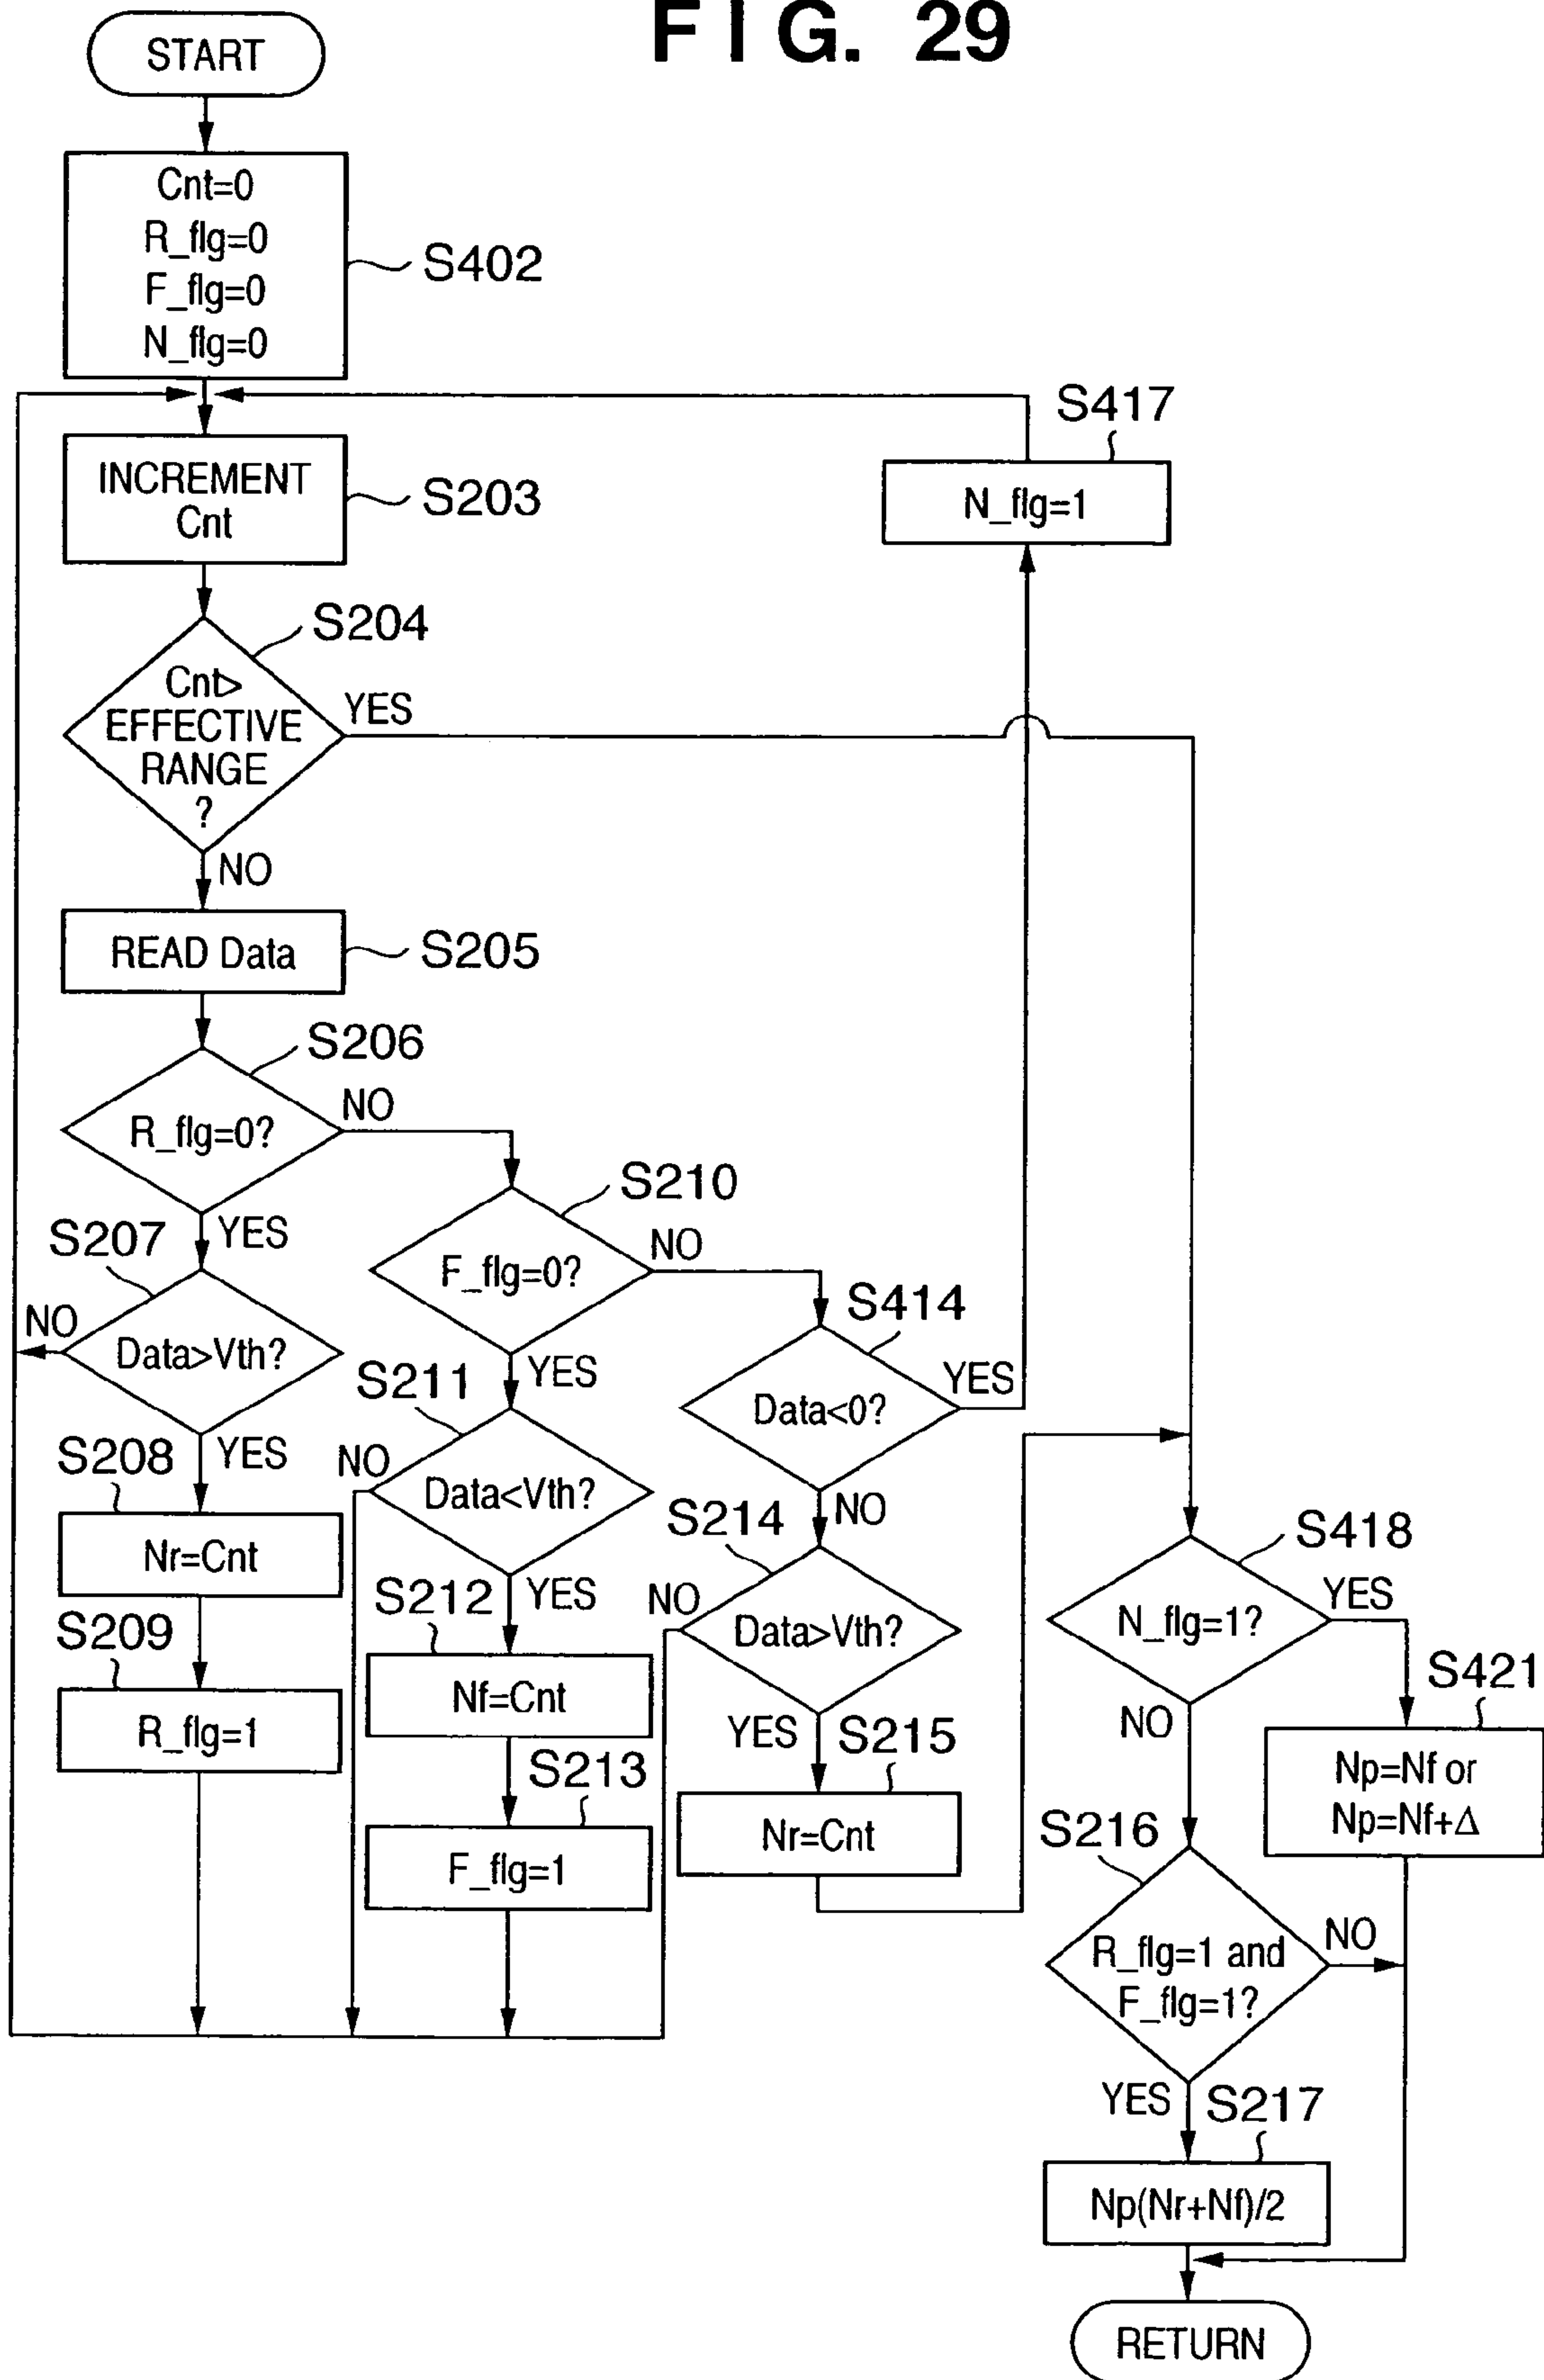 FIG. 29
START
Cnt=0
R_flg=0
F_flg=0
N_flg=0
S402
S417
N_flg=1
INCREMENT
Cnt
S203
S204
Cnt>
EFFECTIVE
RANGE
?
YES
NO
READ Data
S205
S206
R_flg=0?
NO
YES
S207
Data>Vth?
NO
YES
S208
Nr=Cnt
S209
R_flg=1
S210
F_flg=0?
NO
YES
S211
Data<Vth?
NO
YES
S212
Nf=Cnt
S213
F_flg=1
S414
Data<0?
YES
NO
S214
Data>Vth?
NO
YES
S215
Nr=Cnt
S418
N_flg=1?
YES
NO
S421
Np=Nf or
Np=Nf+Δ
S216
R_flg=1 and
F_flg=1?
NO
YES
S217
Np(Nr+Nf)/2
RETURN